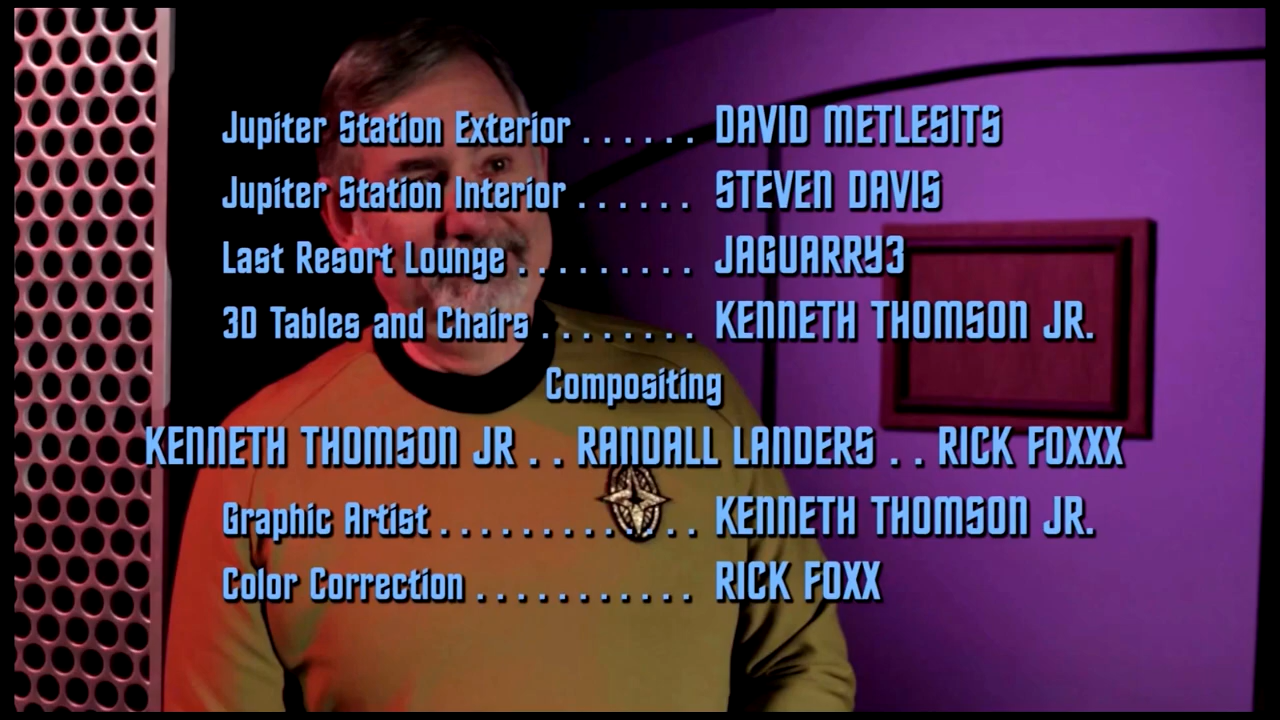 Jupiter Station Exterior . . . . . . DAVID METLESITS
Jupiter Station Interior . . . . . . STEVEN DAVIS
Last Resort Lounge . . . . . . . . . JAGUARRY3
3D Tables and Chairs . . . . . . . . KENNETH THOMSON JR.
Compositing
KENNETH THOMSON JR . . RANDALL LANDERS . . RICK FOXXX
Graphic Artist . . . . . . . . . . . . . . KENNETH THOMSON JR.
Color Correction . . . . . . . . . . . RICK FOXX